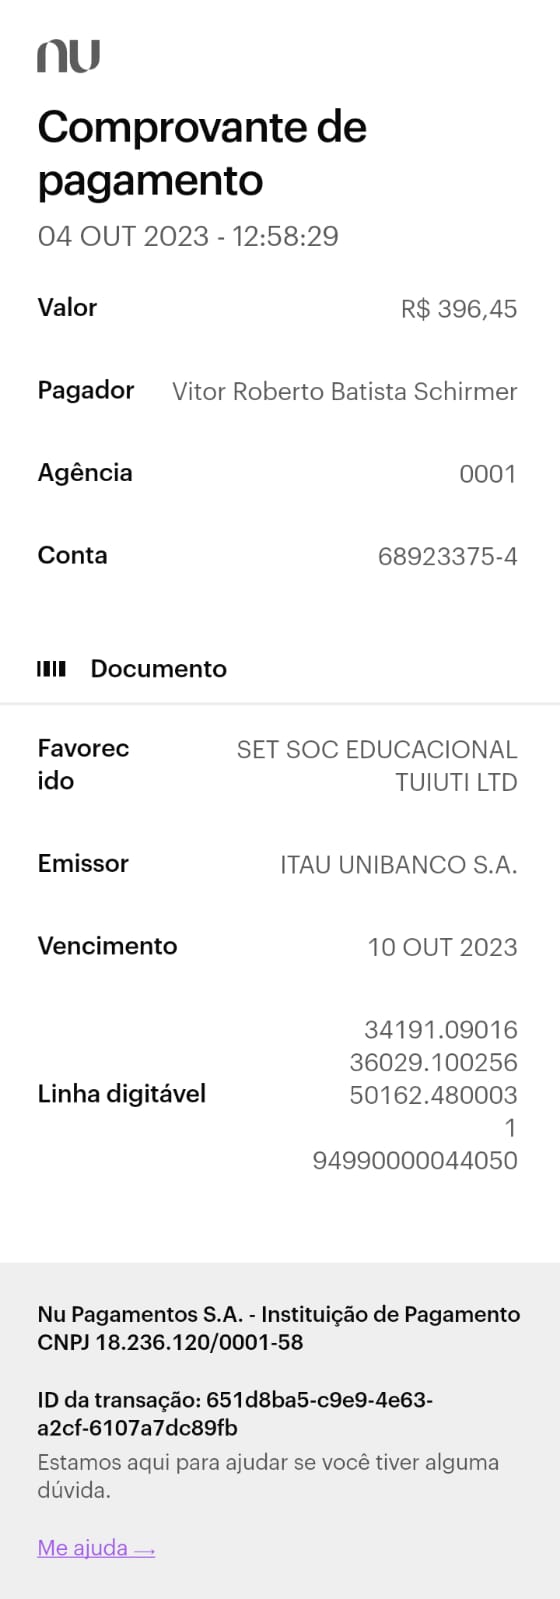 nu
Comprovante de
pagamento
04 OUT 2023 - 12:58:29
Valor R$ 396,45
Pagador Vitor Roberto Batista Schirmer
Agência 0001
Conta 68923375-4
Documento
Favorec SET SOC EDUCACIONAL
ido TUIUTI LTD
Emissor ITAU UNIBANCO S.A.
Vencimento 10 OUT 2023
34191.09016
36029.100256
Linha digitável 50162.480003
1
94990000044050
Nu Pagamentos S.A. - Instituição de Pagamento
CNPJ 18.236.120/0001-58
ID da transação: 651d8ba5-c9e9-4e63-
a2cf-6107a7dc89fb
Estamos aqui para ajudar se você tiver alguma
dúvida.
Me ajuda →